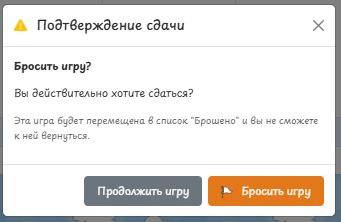 Подтверждение сдачи
Бросить игру?
Вы действительно хотите сдаться?
Эта игра будет перемещена в список "Брошено" и вы не сможете
к ней вернуться.
Продолжить игру
Бросить игру